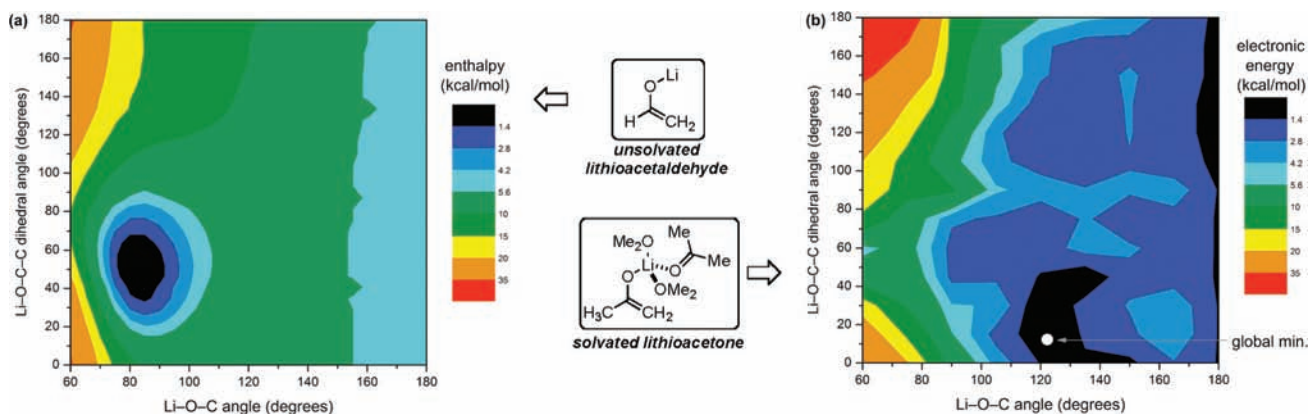 (a)
Li–O–C–C dihedral angle (degrees)
180
160
140
120
100
80
60
40
20
0
60
80
100
120
140
160
180
Li–O–C angle (degrees)
enthalpy
(kcal/mol)
1.4
2.8
4.2
5.6
10
15
20
35
Li
O
H
CH2
unsolvated
lithioacetaldehyde
Me
Me2O
Li
O
Me
O
OMe2
H3C
CH2
solvated lithioacetone
(b)
Li–O–C–C dihedral angle (degrees)
180
160
140
120
100
80
60
40
20
0
60
80
100
120
140
160
180
Li–O–C angle (degrees)
electronic
energy
(kcal/mol)
1.4
2.8
4.2
5.6
10
15
20
35
global min.